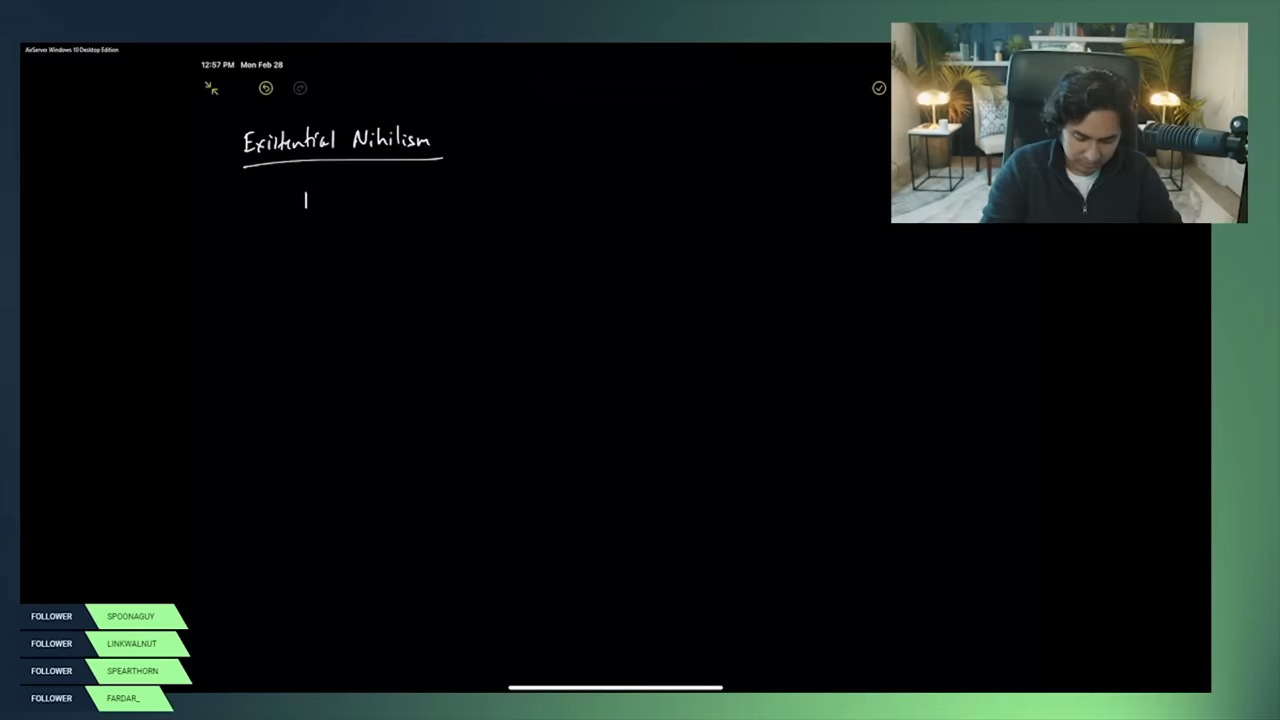 AirServer Windows 10 Desktop Edition
12:57 PM Mon Feb 28
Existential Nihilism
FOLLOWER SPOONAGUY
FOLLOWER LINKWALNUT
FOLLOWER SPEARTHORN
FOLLOWER FARDAR_